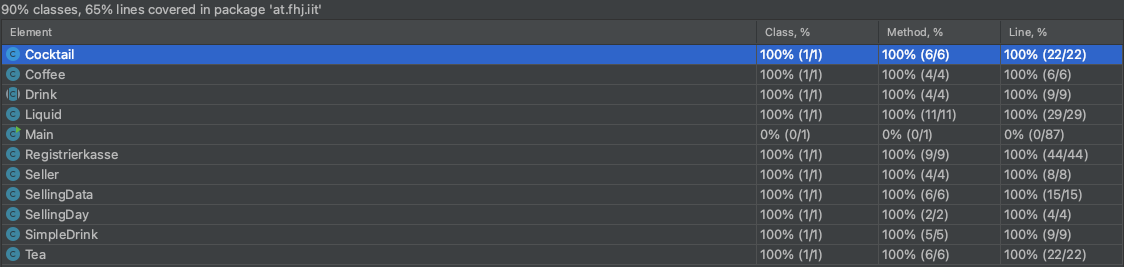 90% classes, 65% lines covered in package 'at.fhj.iit'
Element Class, % Method, % Line, %
Cocktail 100% (1/1) 100% (6/6) 100% (22/22)
Coffee 100% (1/1) 100% (4/4) 100% (6/6)
Drink 100% (1/1) 100% (4/4) 100% (9/9)
Liquid 100% (1/1) 100% (11/11) 100% (29/29)
Main 0% (0/1) 0% (0/1) 0% (0/87)
Registrierkasse 100% (1/1) 100% (9/9) 100% (44/44)
Seller 100% (1/1) 100% (4/4) 100% (8/8)
SellingData 100% (1/1) 100% (6/6) 100% (15/15)
SellingDay 100% (1/1) 100% (2/2) 100% (4/4)
SimpleDrink 100% (1/1) 100% (5/5) 100% (9/9)
Tea 100% (1/1) 100% (6/6) 100% (22/22)